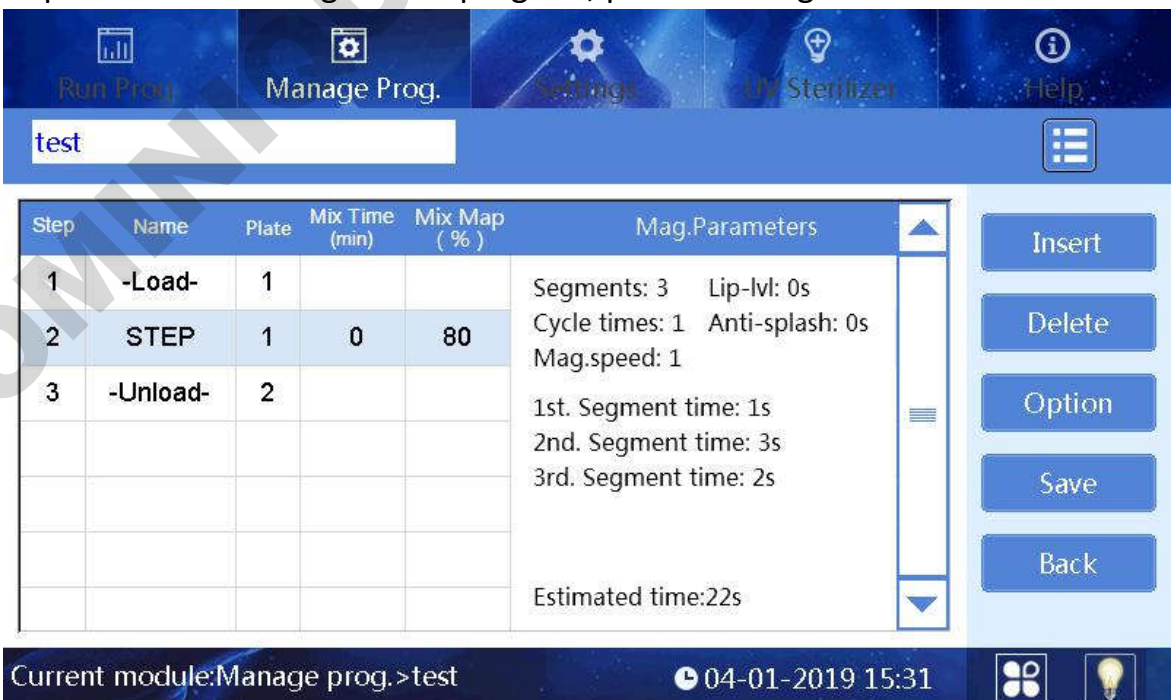 Run Prog.
Manage Prog.
Settings
UV Sterilizer
Help
test
Step Name Plate Mix Time (min) Mix Map ( % ) Mag.Parameters
1 -Load- 1
2 STEP 1 0 80
3 -Unload- 2
Segments: 3 Lip-lvl: 0s
Cycle times: 1 Anti-splash: 0s
Mag.speed: 1
1st. Segment time: 1s
2nd. Segment time: 3s
3rd. Segment time: 2s
Estimated time:22s
Insert
Delete
Option
Save
Back
Current module:Manage prog.>test 04-01-2019 15:31